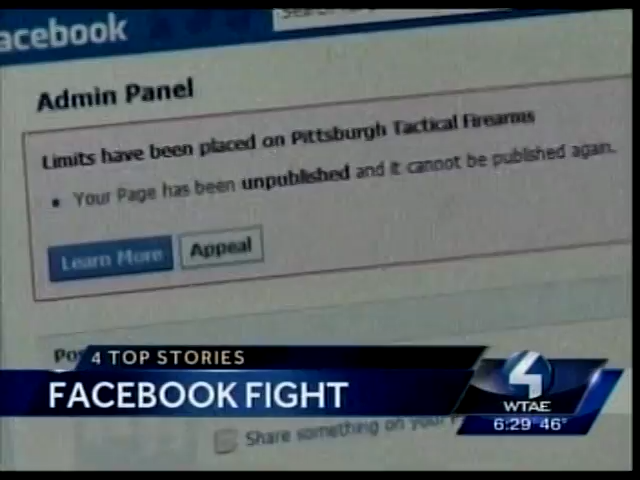 acebook
Admin Panel
Limits have been placed on Pittsburgh Tactical Firearms
• Your Page has been unpublished and it cannot be published again.
Learn More
Appeal
4 TOP STORIES
FACEBOOK FIGHT
4
WTAE
6:29 46°
Share something on your